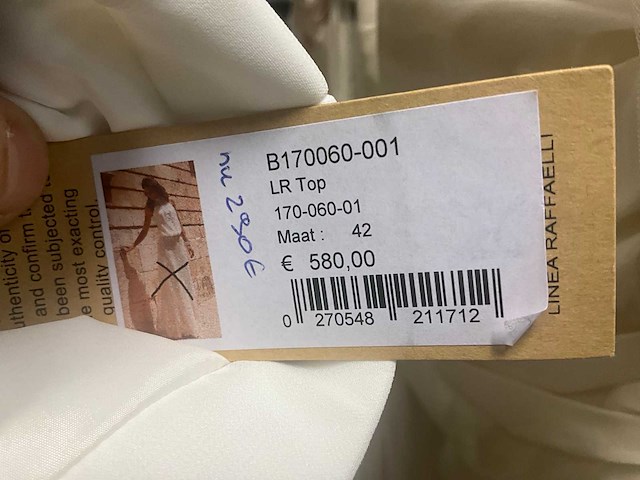 B170060-001
LR Top
170-060-01
Maat : 42
€ 580,00
0 270548 211712
nu 290€
LINEA RAFFAELLI
uthenticity of
and confirm t
been subjected t
e most exacting
quality control.